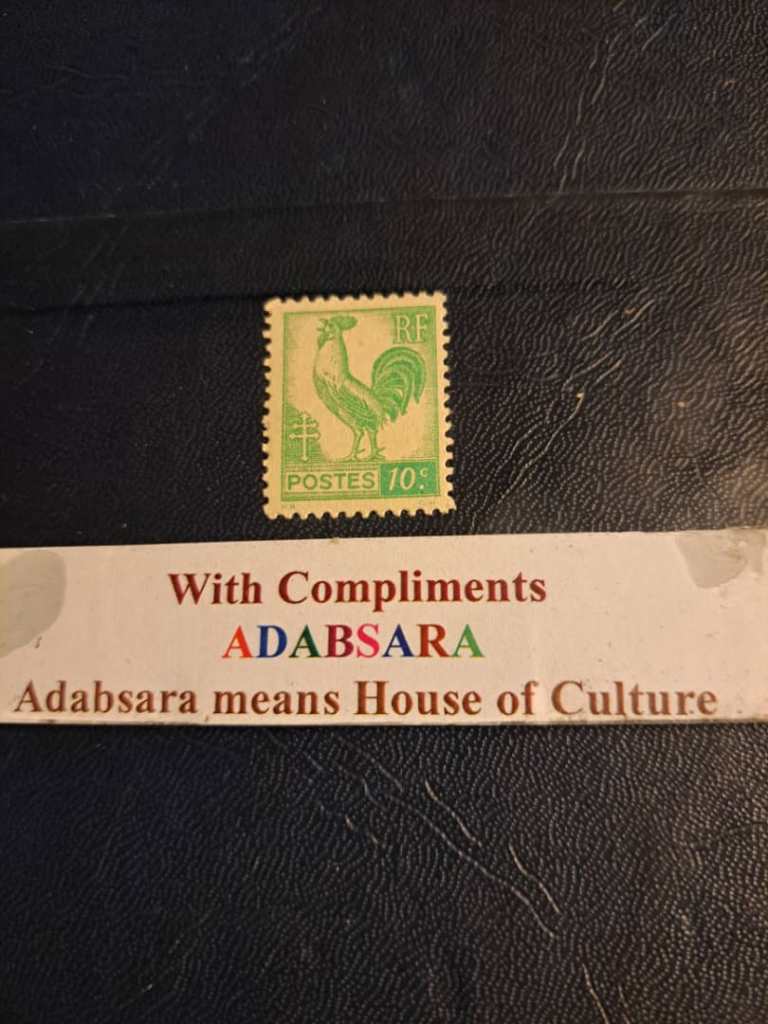 RF
POSTES 10c.
With Compliments
ADABSARA
Adabsara means House of Culture